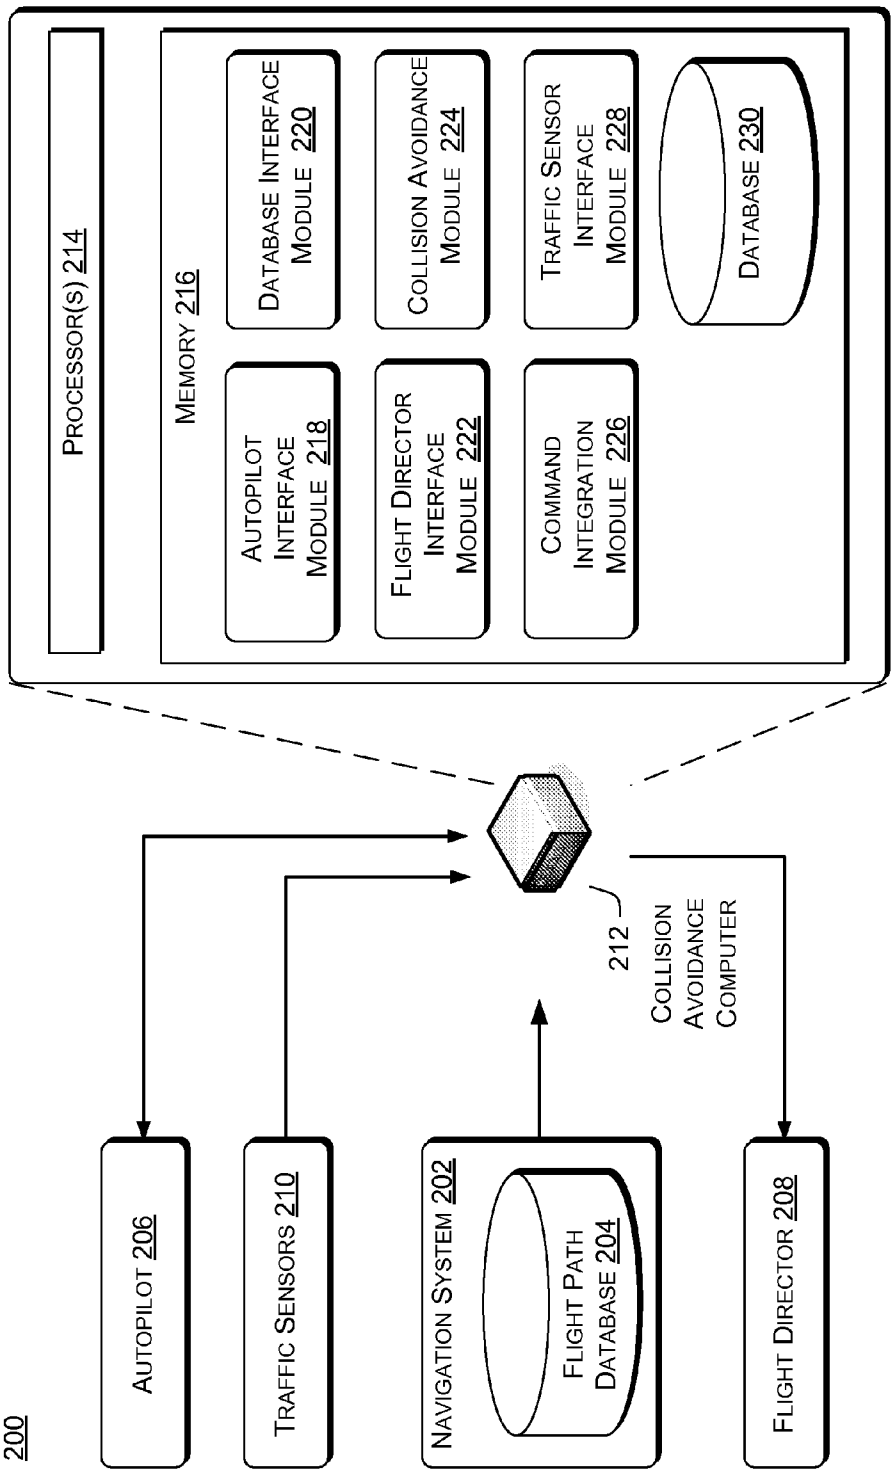 200
AUTOPILOT 206
TRAFFIC SENSORS 210
NAVIGATION SYSTEM 202
FLIGHT PATH
DATABASE 204
FLIGHT DIRECTOR 208
212
COLLISION
AVOIDANCE
COMPUTER
PROCESSOR(S) 214
MEMORY 216
AUTOPILOT
INTERFACE
MODULE 218
DATABASE INTERFACE
MODULE 220
FLIGHT DIRECTOR
INTERFACE
MODULE 222
COLLISION AVOIDANCE
MODULE 224
COMMAND
INTEGRATION
MODULE 226
TRAFFIC SENSOR
INTERFACE
MODULE 228
DATABASE 230